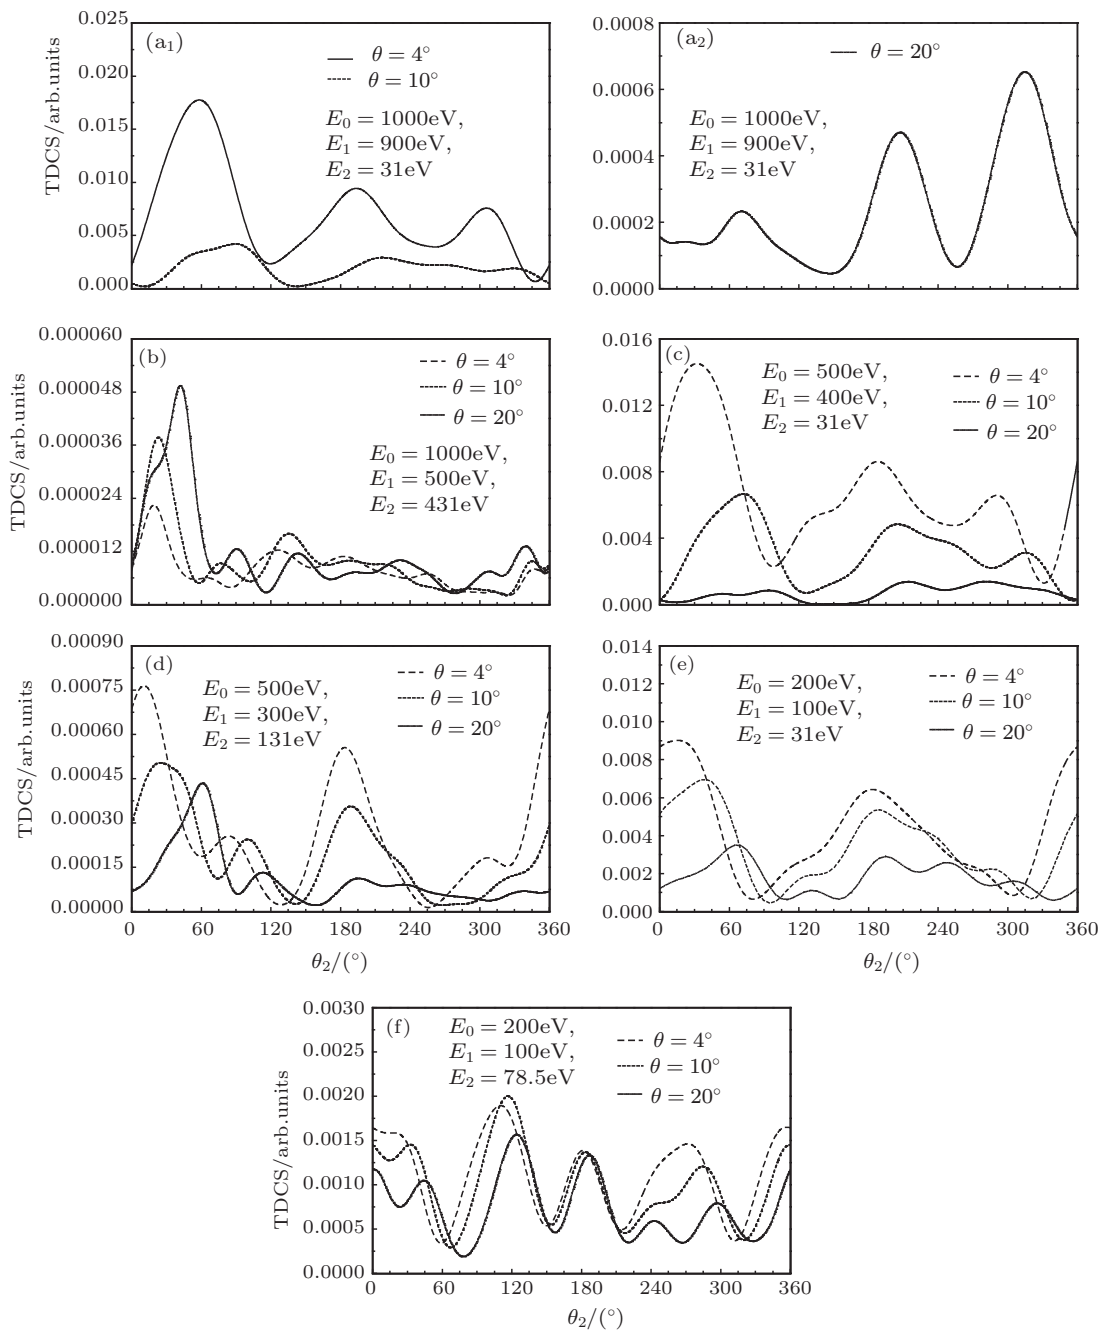 (a₁)
θ = 4°
θ = 10°
E₀ = 1000eV,
E₁ = 900eV,
E₂ = 31eV
TDCS/arb.units
0.025
0.020
0.015
0.010
0.005
0.000
(a₂)
θ = 20°
E₀ = 1000eV,
E₁ = 900eV,
E₂ = 31eV
0.0008
0.0006
0.0004
0.0002
0.0000
(b)
θ = 4°
θ = 10°
θ = 20°
E₀ = 1000eV,
E₁ = 500eV,
E₂ = 431eV
TDCS/arb.units
0.000060
0.000048
0.000036
0.000024
0.000012
0.000000
(c)
E₀ = 500eV,
E₁ = 400eV,
E₂ = 31eV
θ = 4°
θ = 10°
θ = 20°
0.016
0.012
0.008
0.004
0.000
(d)
E₀ = 500eV,
E₁ = 300eV,
E₂ = 131eV
θ = 4°
θ = 10°
θ = 20°
TDCS/arb.units
0.00090
0.00075
0.00060
0.00045
0.00030
0.00015
0.00000
0 60 120 180 240 300 360
θ₂/(°)
(e)
E₀ = 200eV,
E₁ = 100eV,
E₂ = 31eV
θ = 4°
θ = 10°
θ = 20°
0.014
0.012
0.010
0.008
0.006
0.004
0.002
0.000
0 60 120 180 240 300 360
θ₂/(°)
(f)
E₀ = 200eV,
E₁ = 100eV,
E₂ = 78.5eV
θ = 4°
θ = 10°
θ = 20°
TDCS/arb.units
0.0030
0.0025
0.0020
0.0015
0.0010
0.0005
0.0000
0 60 120 180 240 300 360
θ₂/(°)